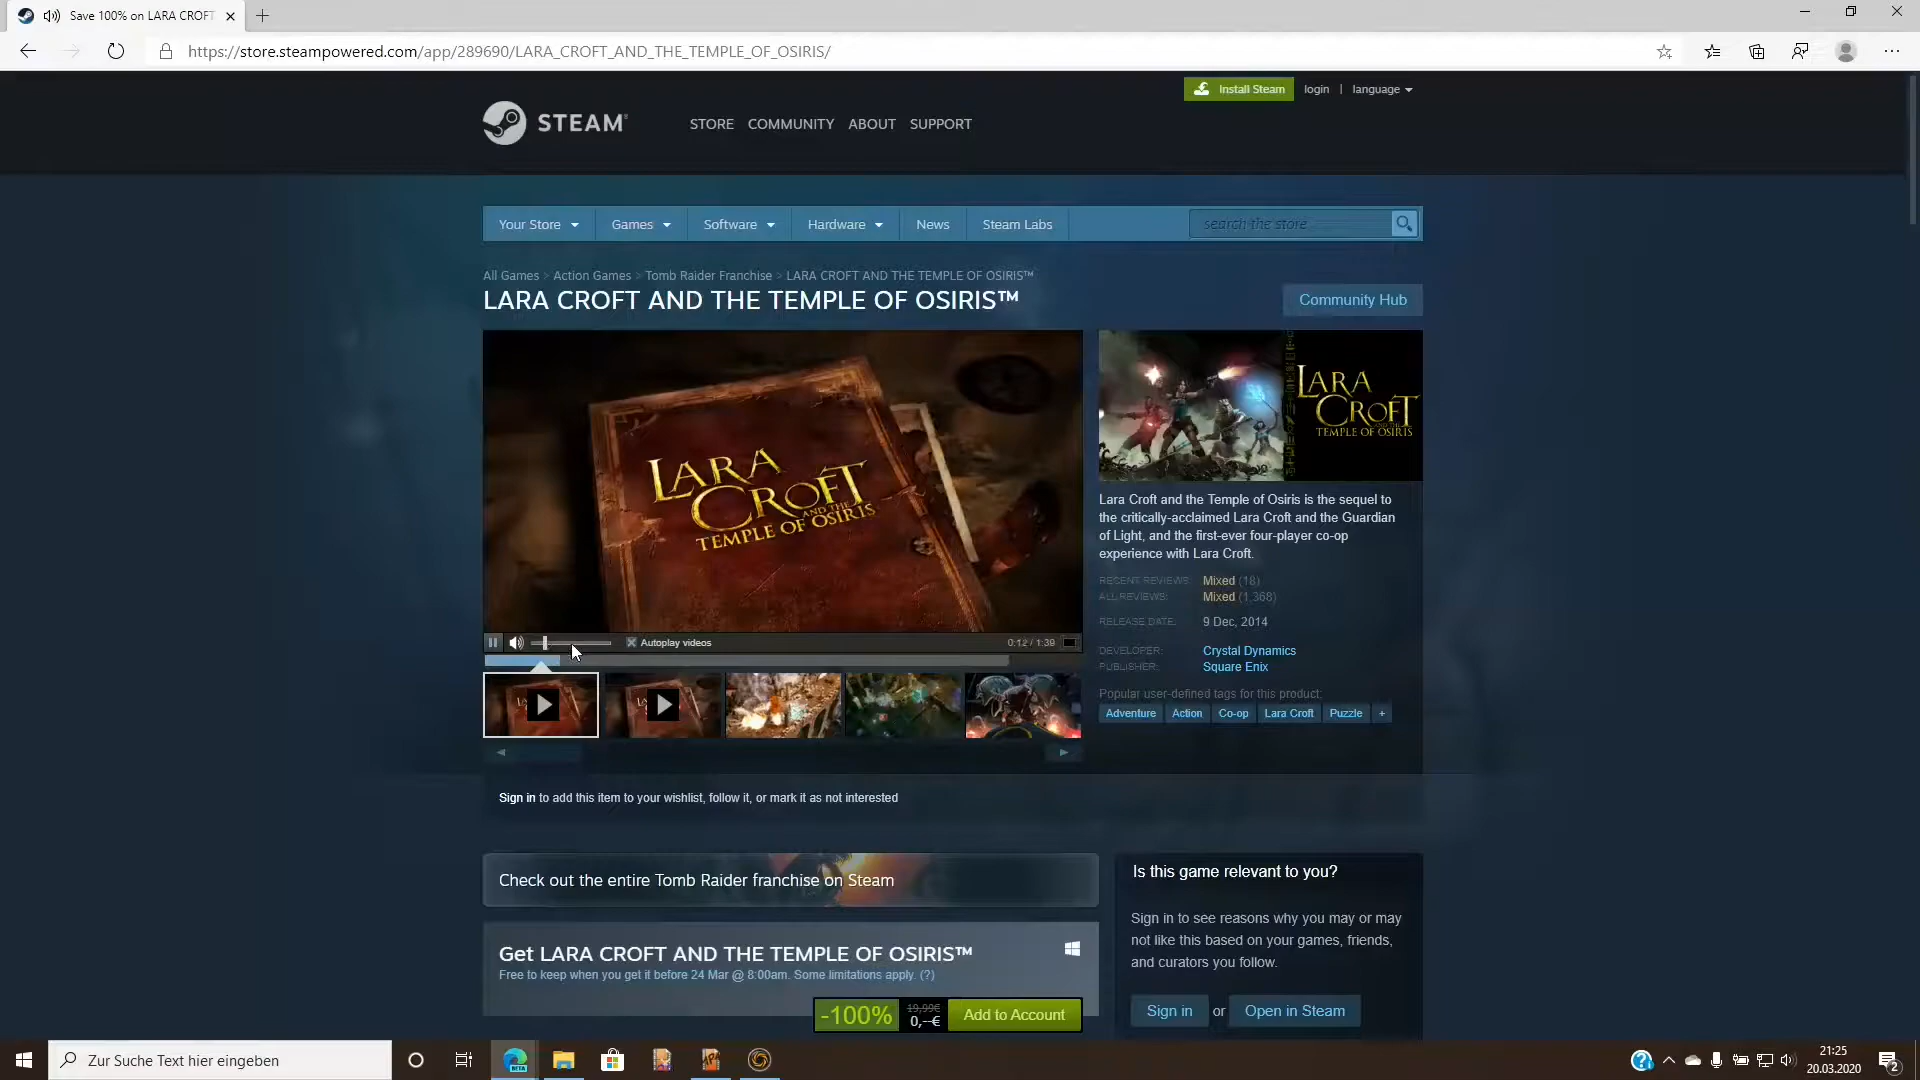 Save 100% on LARA CROFT
https://store.steampowered.com/app/289690/LARA_CROFT_AND_THE_TEMPLE_OF_OSIRIS/
Install Steam login | language
STEAM®
STORE COMMUNITY ABOUT SUPPORT
Your Store Games Software Hardware News Steam Labs search the store
All Games > Action Games > Tomb Raider Franchise > LARA CROFT AND THE TEMPLE OF OSIRIS™
LARA CROFT AND THE TEMPLE OF OSIRIS™
Community Hub
LARA
CROFT
AND THE
TEMPLE OF OSIRIS
LARA
CROFT
AND THE
TEMPLE OF OSIRIS
Lara Croft and the Temple of Osiris is the sequel to
the critically-acclaimed Lara Croft and the Guardian
of Light, and the first-ever four-player co-op
experience with Lara Croft.
RECENT REVIEWS: Mixed (18)
ALL REVIEWS: Mixed (1,368)
RELEASE DATE: 9 Dec, 2014
DEVELOPER: Crystal Dynamics
PUBLISHER: Square Enix
Popular user-defined tags for this product:
Adventure Action Co-op Lara Croft Puzzle +
Autoplay videos 0:12 / 1:39
Sign in to add this item to your wishlist, follow it, or mark it as not interested
Check out the entire Tomb Raider franchise on Steam
Get LARA CROFT AND THE TEMPLE OF OSIRIS™
Free to keep when you get it before 24 Mar @ 8:00am. Some limitations apply. (?)
-100% 19,99€ 0,--€ Add to Account
Is this game relevant to you?
Sign in to see reasons why you may or may
not like this based on your games, friends,
and curators you follow.
Sign in or Open in Steam
Zur Suche Text hier eingeben
BETA
21:25
20.03.2020
2